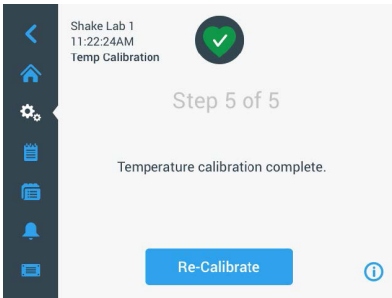 Shake Lab 1
11:22:24AM
Temp Calibration
Step 5 of 5
Temperature calibration complete.
Re-Calibrate